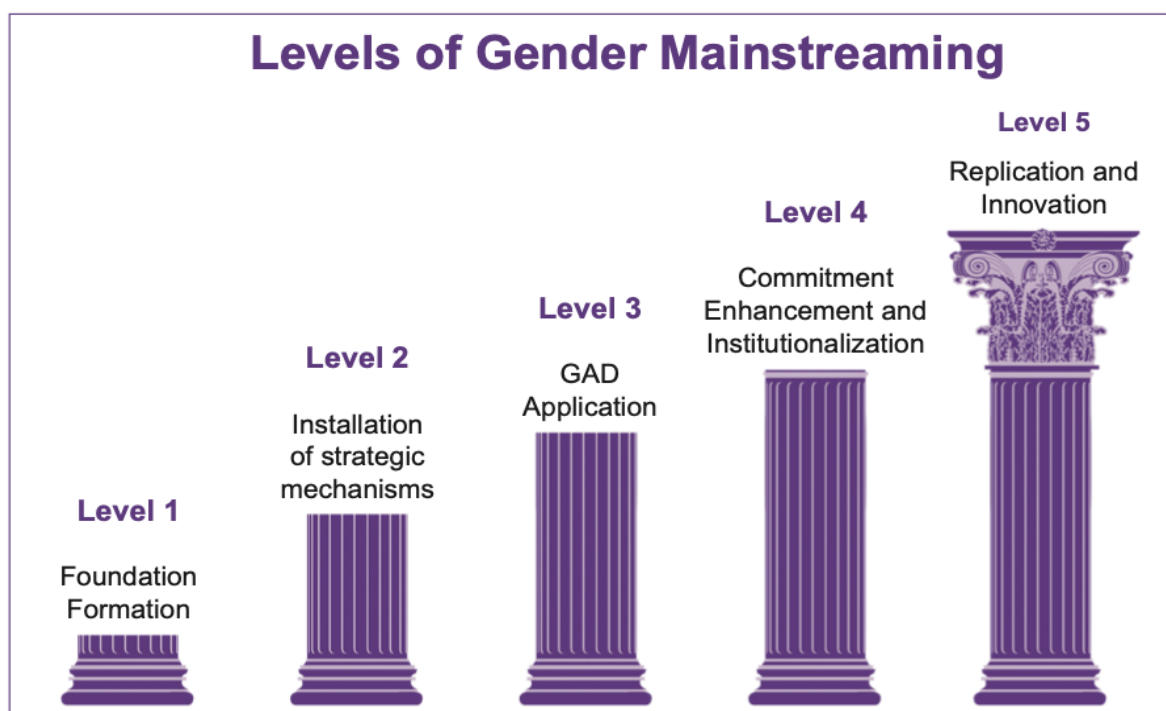 Levels of Gender Mainstreaming
Level 1
Foundation
Formation
Level 2
Installation
of strategic
mechanisms
Level 3
GAD
Application
Level 4
Commitment
Enhancement and
Institutionalization
Level 5
Replication and
Innovation